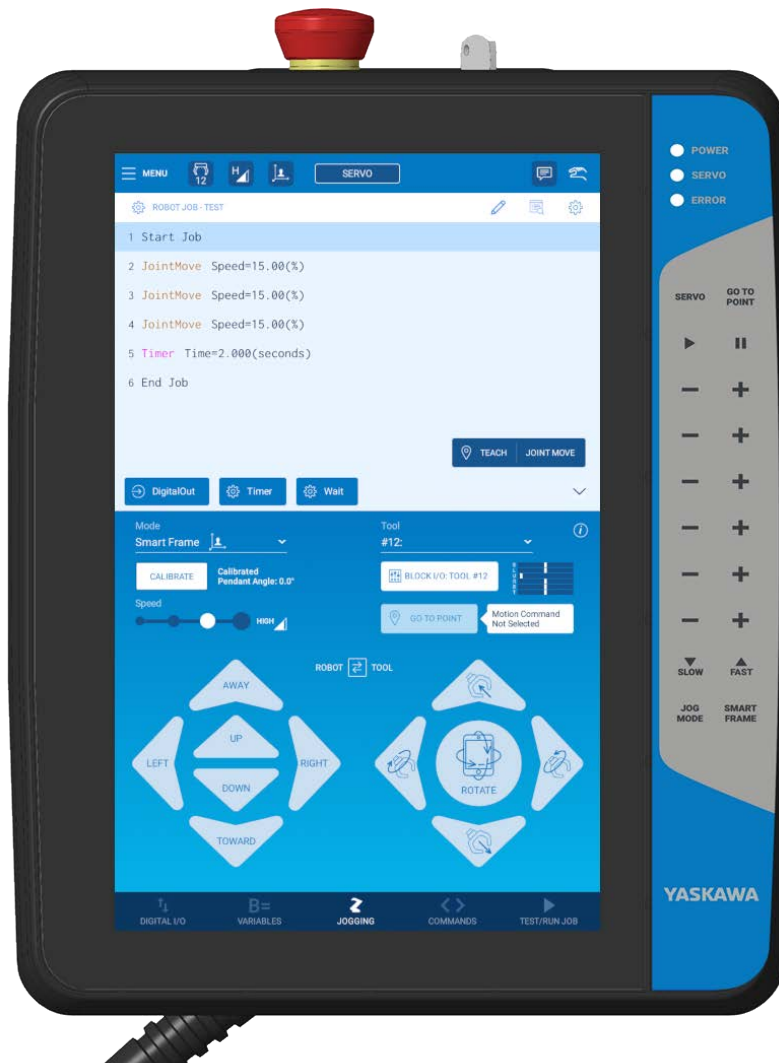 MENU
12
H
SERVO
ROBOT JOB - TEST
1 Start Job
2 JointMove Speed=15.00(%)
3 JointMove Speed=15.00(%)
4 JointMove Speed=15.00(%)
5 Timer Time=2.000(seconds)
6 End Job
TEACH JOINT MOVE
DigitalOut Timer Wait
Mode
Smart Frame
Tool
#12:
CALIBRATE
Calibrated
Pendant Angle: 0.0°
BLOCK I/O: TOOL #12
S
L
U
R
B
T
Speed
HIGH
GO TO POINT
Motion Command
Not Selected
ROBOT TOOL
AWAY
UP
LEFT
RIGHT
DOWN
TOWARD
ROTATE
DIGITAL I/O
B=
VARIABLES
JOGGING
COMMANDS
TEST/RUN JOB
POWER
SERVO
ERROR
SERVO
GO TO
POINT
SLOW
FAST
JOG
MODE
SMART
FRAME
YASKAWA